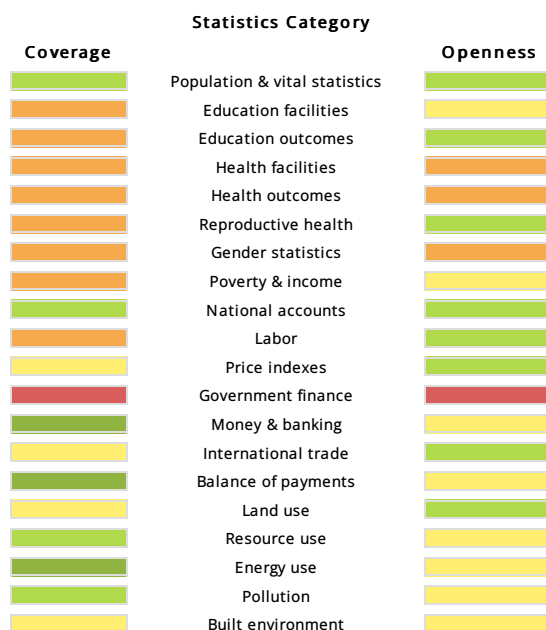 Statistics Category
Coverage Openness
Population & vital statistics
Education facilities
Education outcomes
Health facilities
Health outcomes
Reproductive health
Gender statistics
Poverty & income
National accounts
Labor
Price indexes
Government finance
Money & banking
International trade
Balance of payments
Land use
Resource use
Energy use
Pollution
Built environment